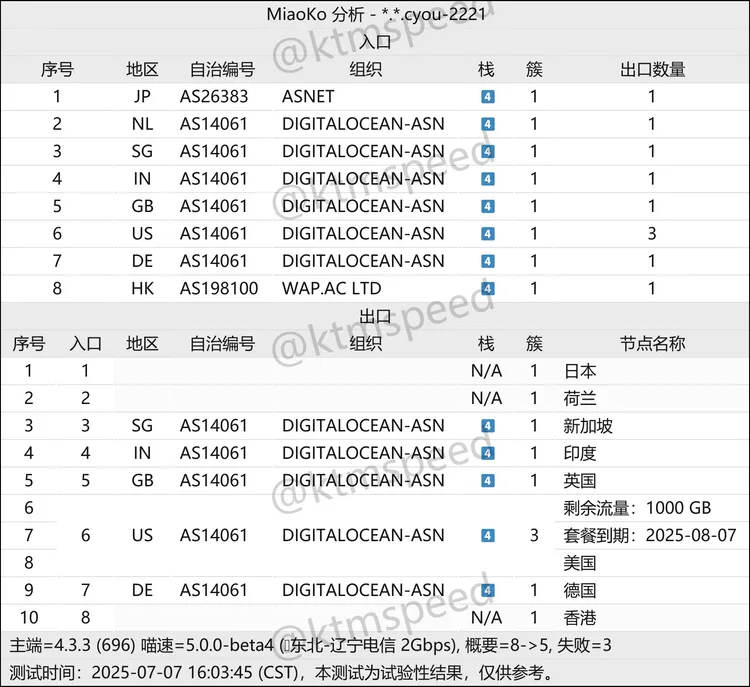 MiaoKo 分析 - *.*.cyou-2221
入口
序号 地区 自治编号 组织 栈 簇 出口数量
1 JP AS26383 ASNET 4 1 1
2 NL AS14061 DIGITALOCEAN-ASN 4 1 1
3 SG AS14061 DIGITALOCEAN-ASN 4 1 1
4 IN AS14061 DIGITALOCEAN-ASN 4 1 1
5 GB AS14061 DIGITALOCEAN-ASN 4 1 1
6 US AS14061 DIGITALOCEAN-ASN 4 1 3
7 DE AS14061 DIGITALOCEAN-ASN 4 1 1
8 HK AS198100 WAP.AC LTD 4 1 1
出口
序号 入口 地区 自治编号 组织 栈 簇 节点名称
1 1 N/A 1 日本
2 2 N/A 1 荷兰
3 3 SG AS14061 DIGITALOCEAN-ASN 4 1 新加坡
4 4 IN AS14061 DIGITALOCEAN-ASN 4 1 印度
5 5 GB AS14061 DIGITALOCEAN-ASN 4 1 英国
6 剩余流量：1000 GB
7 6 US AS14061 DIGITALOCEAN-ASN 4 3 套餐到期：2025-08-07
8 美国
9 7 DE AS14061 DIGITALOCEAN-ASN 4 1 德国
10 8 N/A 1 香港
主端=4.3.3 (696) 喵速=5.0.0-beta4 (东北-辽宁电信 2Gbps), 概要=8->5, 失败=3
测试时间：2025-07-07 16:03:45 (CST)，本测试为试验性结果，仅供参考。
@ktmspeed
@ktmspeed
@ktmspeed
@ktmspeed
@ktmspeed